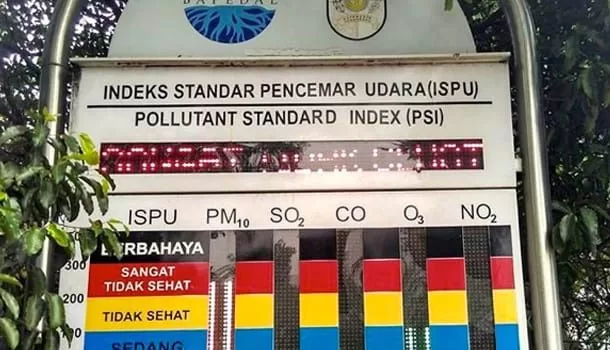 BAPEDAL
INDEKS STANDAR PENCEMAR UDARA(ISPU)
POLLUTANT STANDARD INDEX (PSI)
ISPU PM10 SO2 CO O3 NO2
BERBAHAYA
300
SANGAT
TIDAK SEHAT
200
TIDAK SEHAT
SEDANG